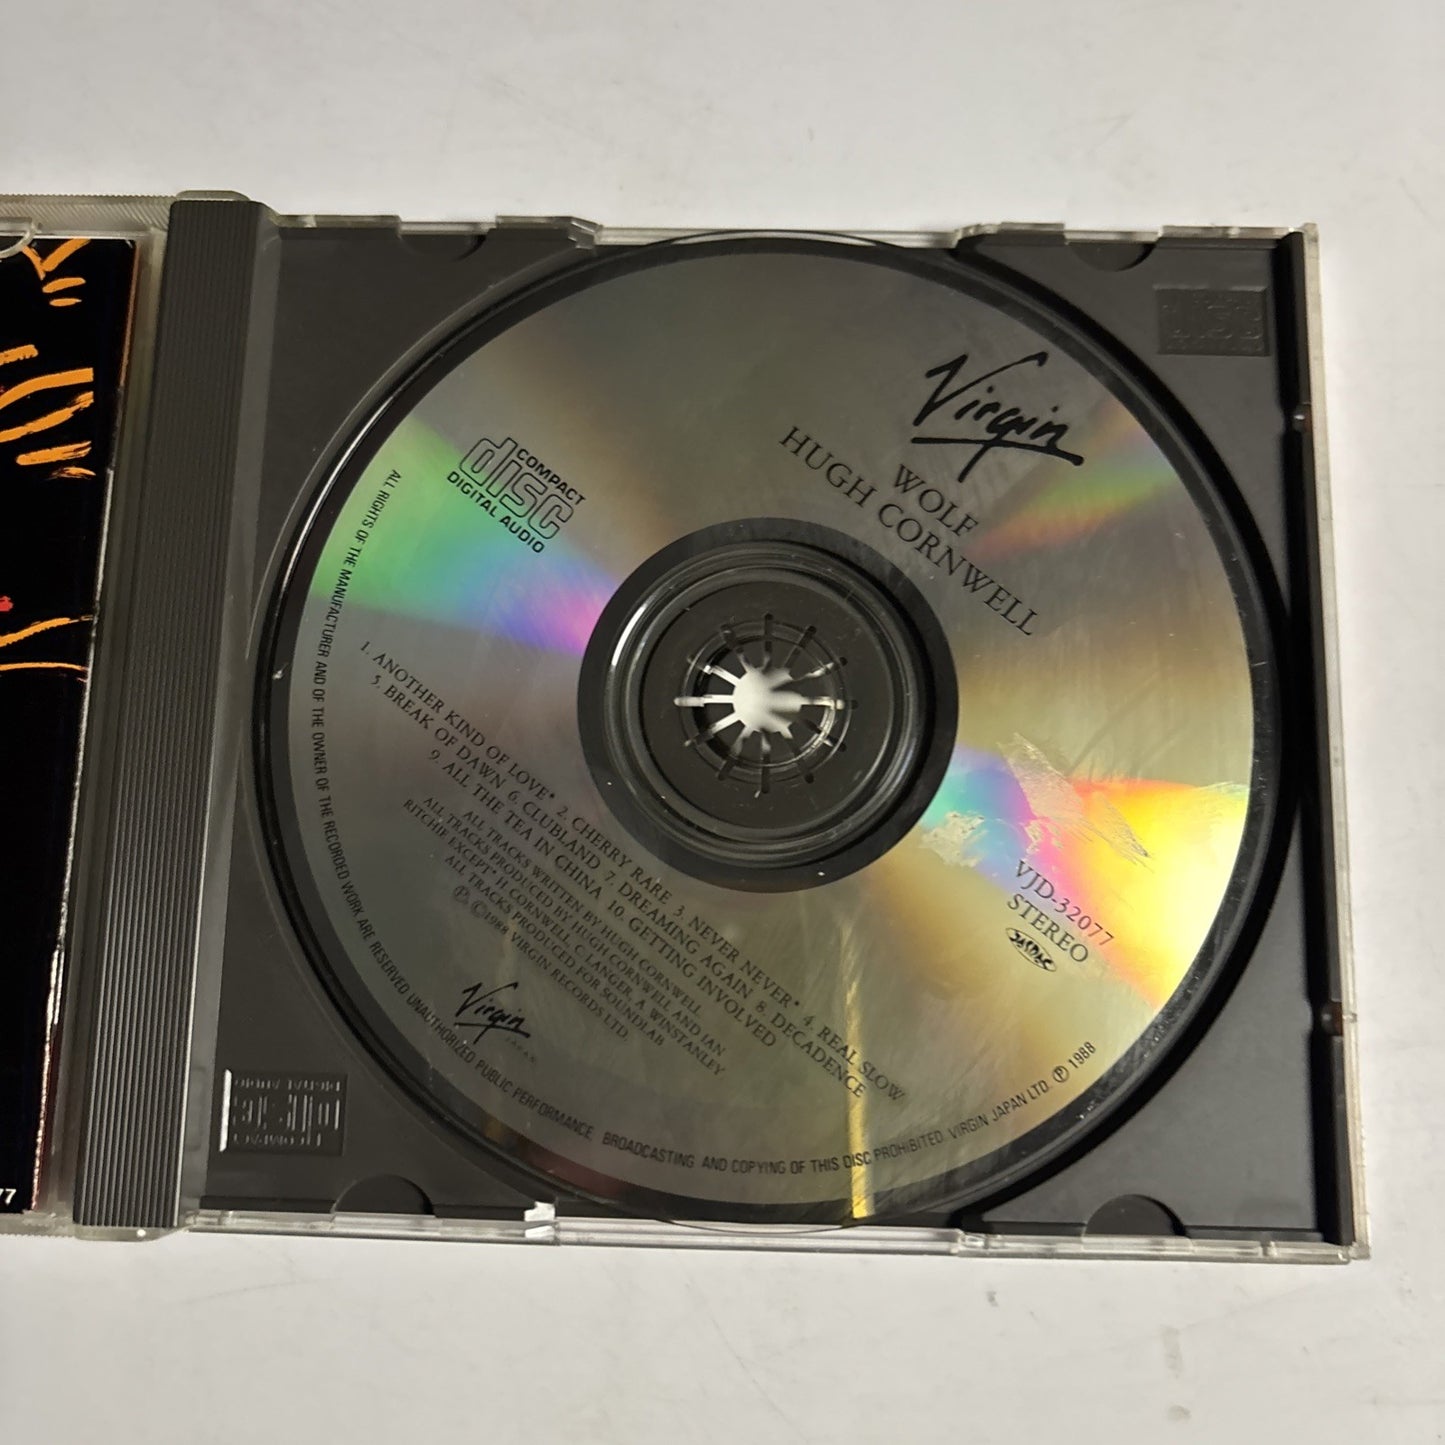 Virgin
WOLF
HUGH CORNWELL
COMPACT
disc
DIGITAL AUDIO
1. ANOTHER KIND OF LOVE* 2. CHERRY RARE 3. NEVER NEVER* 4. REAL SLOW
5. BREAK OF DAWN 6. CLUBLAND 7. DREAMING AGAIN 8. DECADENCE
9. ALL THE TEA IN CHINA 10. GETTING INVOLVED
ALL TRACKS WRITTEN BY HUGH CORNWELL
ALL TRACKS PRODUCED BY HUGH CORNWELL AND IAN
RITCHIE EXCEPT* H. CORNWELL, C. LANGER, A. WINSTANLEY
ALL TRACKS PRODUCED FOR SOUNDLAB
Ⓟ, ©1988 VIRGIN RECORDS LTD.
VJD-32077
STEREO
JASRAC
Virgin
JAPAN
ALL RIGHTS OF THE MANUFACTURER AND OF THE OWNER OF THE RECORDED WORK ARE RESERVED UNAUTHORIZED PUBLIC PERFORMANCE BROADCASTING AND COPYING OF THIS DISC PROHIBITED. VIRGIN JAPAN LTD. Ⓟ 1988
77